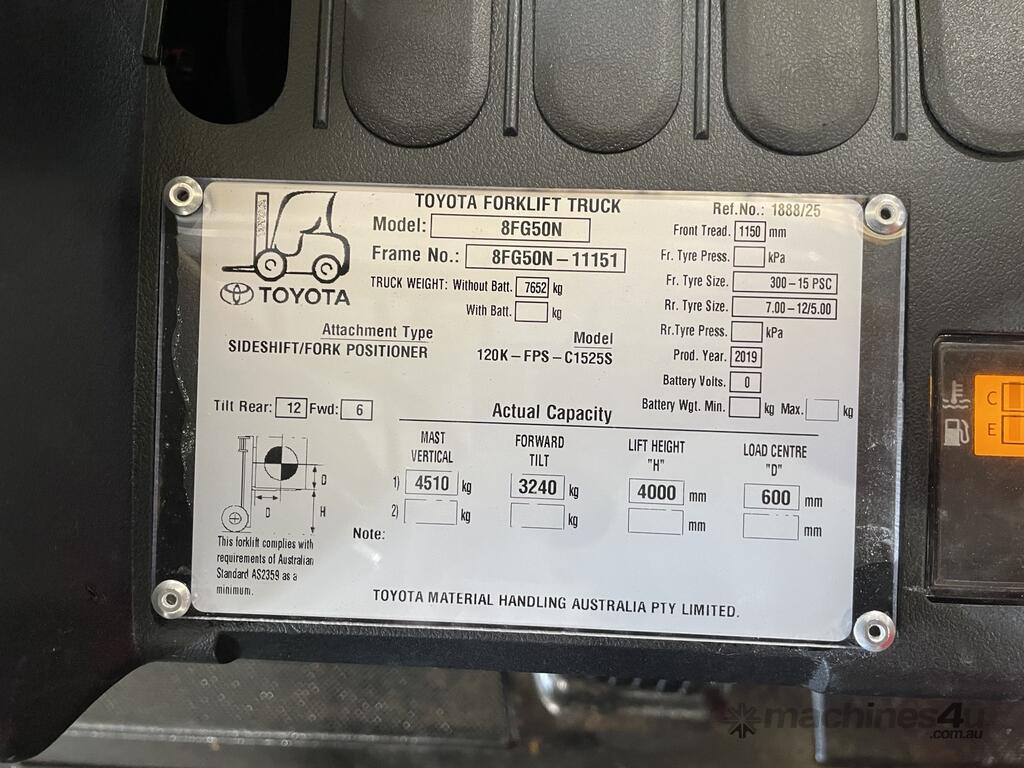 TOYOTA FORKLIFT TRUCK
Ref.No.: 1888/25
Model: 8FG50N
Front Tread. 1150 mm
Frame No.: 8FG50N-11151
Fr. Tyre Press. kPa
TRUCK WEIGHT: Without Batt. 7652 kg
Fr. Tyre Size. 300-15 PSC
TOYOTA
With Batt. kg
Rr. Tyre Size. 7.00-12/5.00
Attachment Type
Model
Rr.Tyre Press. kPa
SIDESHIFT/FORK POSITIONER
120K-FPS-C1525S
Prod. Year. 2019
Battery Volts. 0
Battery Wgt. Min. kg Max. kg
Tilt Rear: 12 Fwd: 6
Actual Capacity
MAST VERTICAL
FORWARD TILT
LIFT HEIGHT "H"
LOAD CENTRE "D"
1) 4510 kg 3240 kg 4000 mm 600 mm
2) kg kg mm mm
D
D
H
Note:
This forklift complies with
requirements of Australian
Standard AS2359 as a
minimum.
TOYOTA MATERIAL HANDLING AUSTRALIA PTY LIMITED.
C
E
machines4u
.com.au